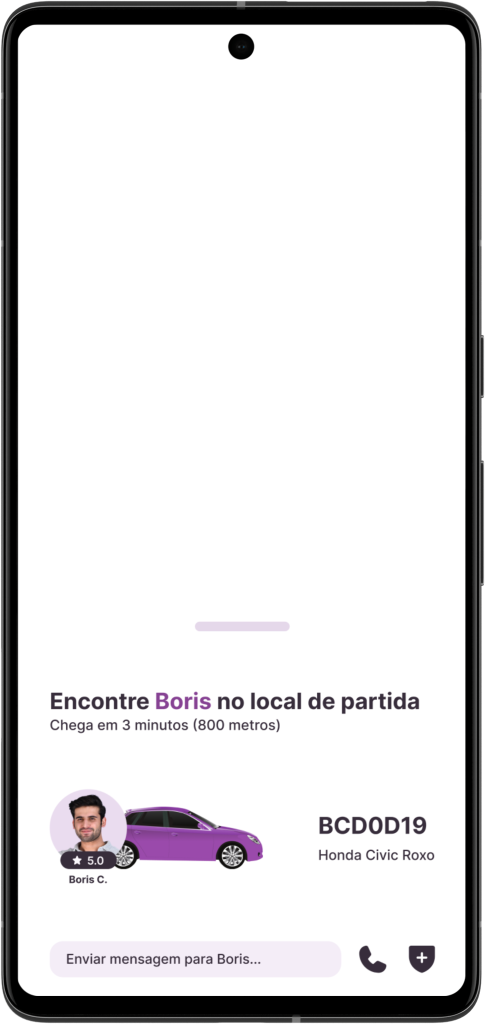 Encontre Boris no local de partida
Chega em 3 minutos (800 metros)
BCD0D19
Honda Civic Roxo
5.0
Boris C.
Enviar mensagem para Boris...